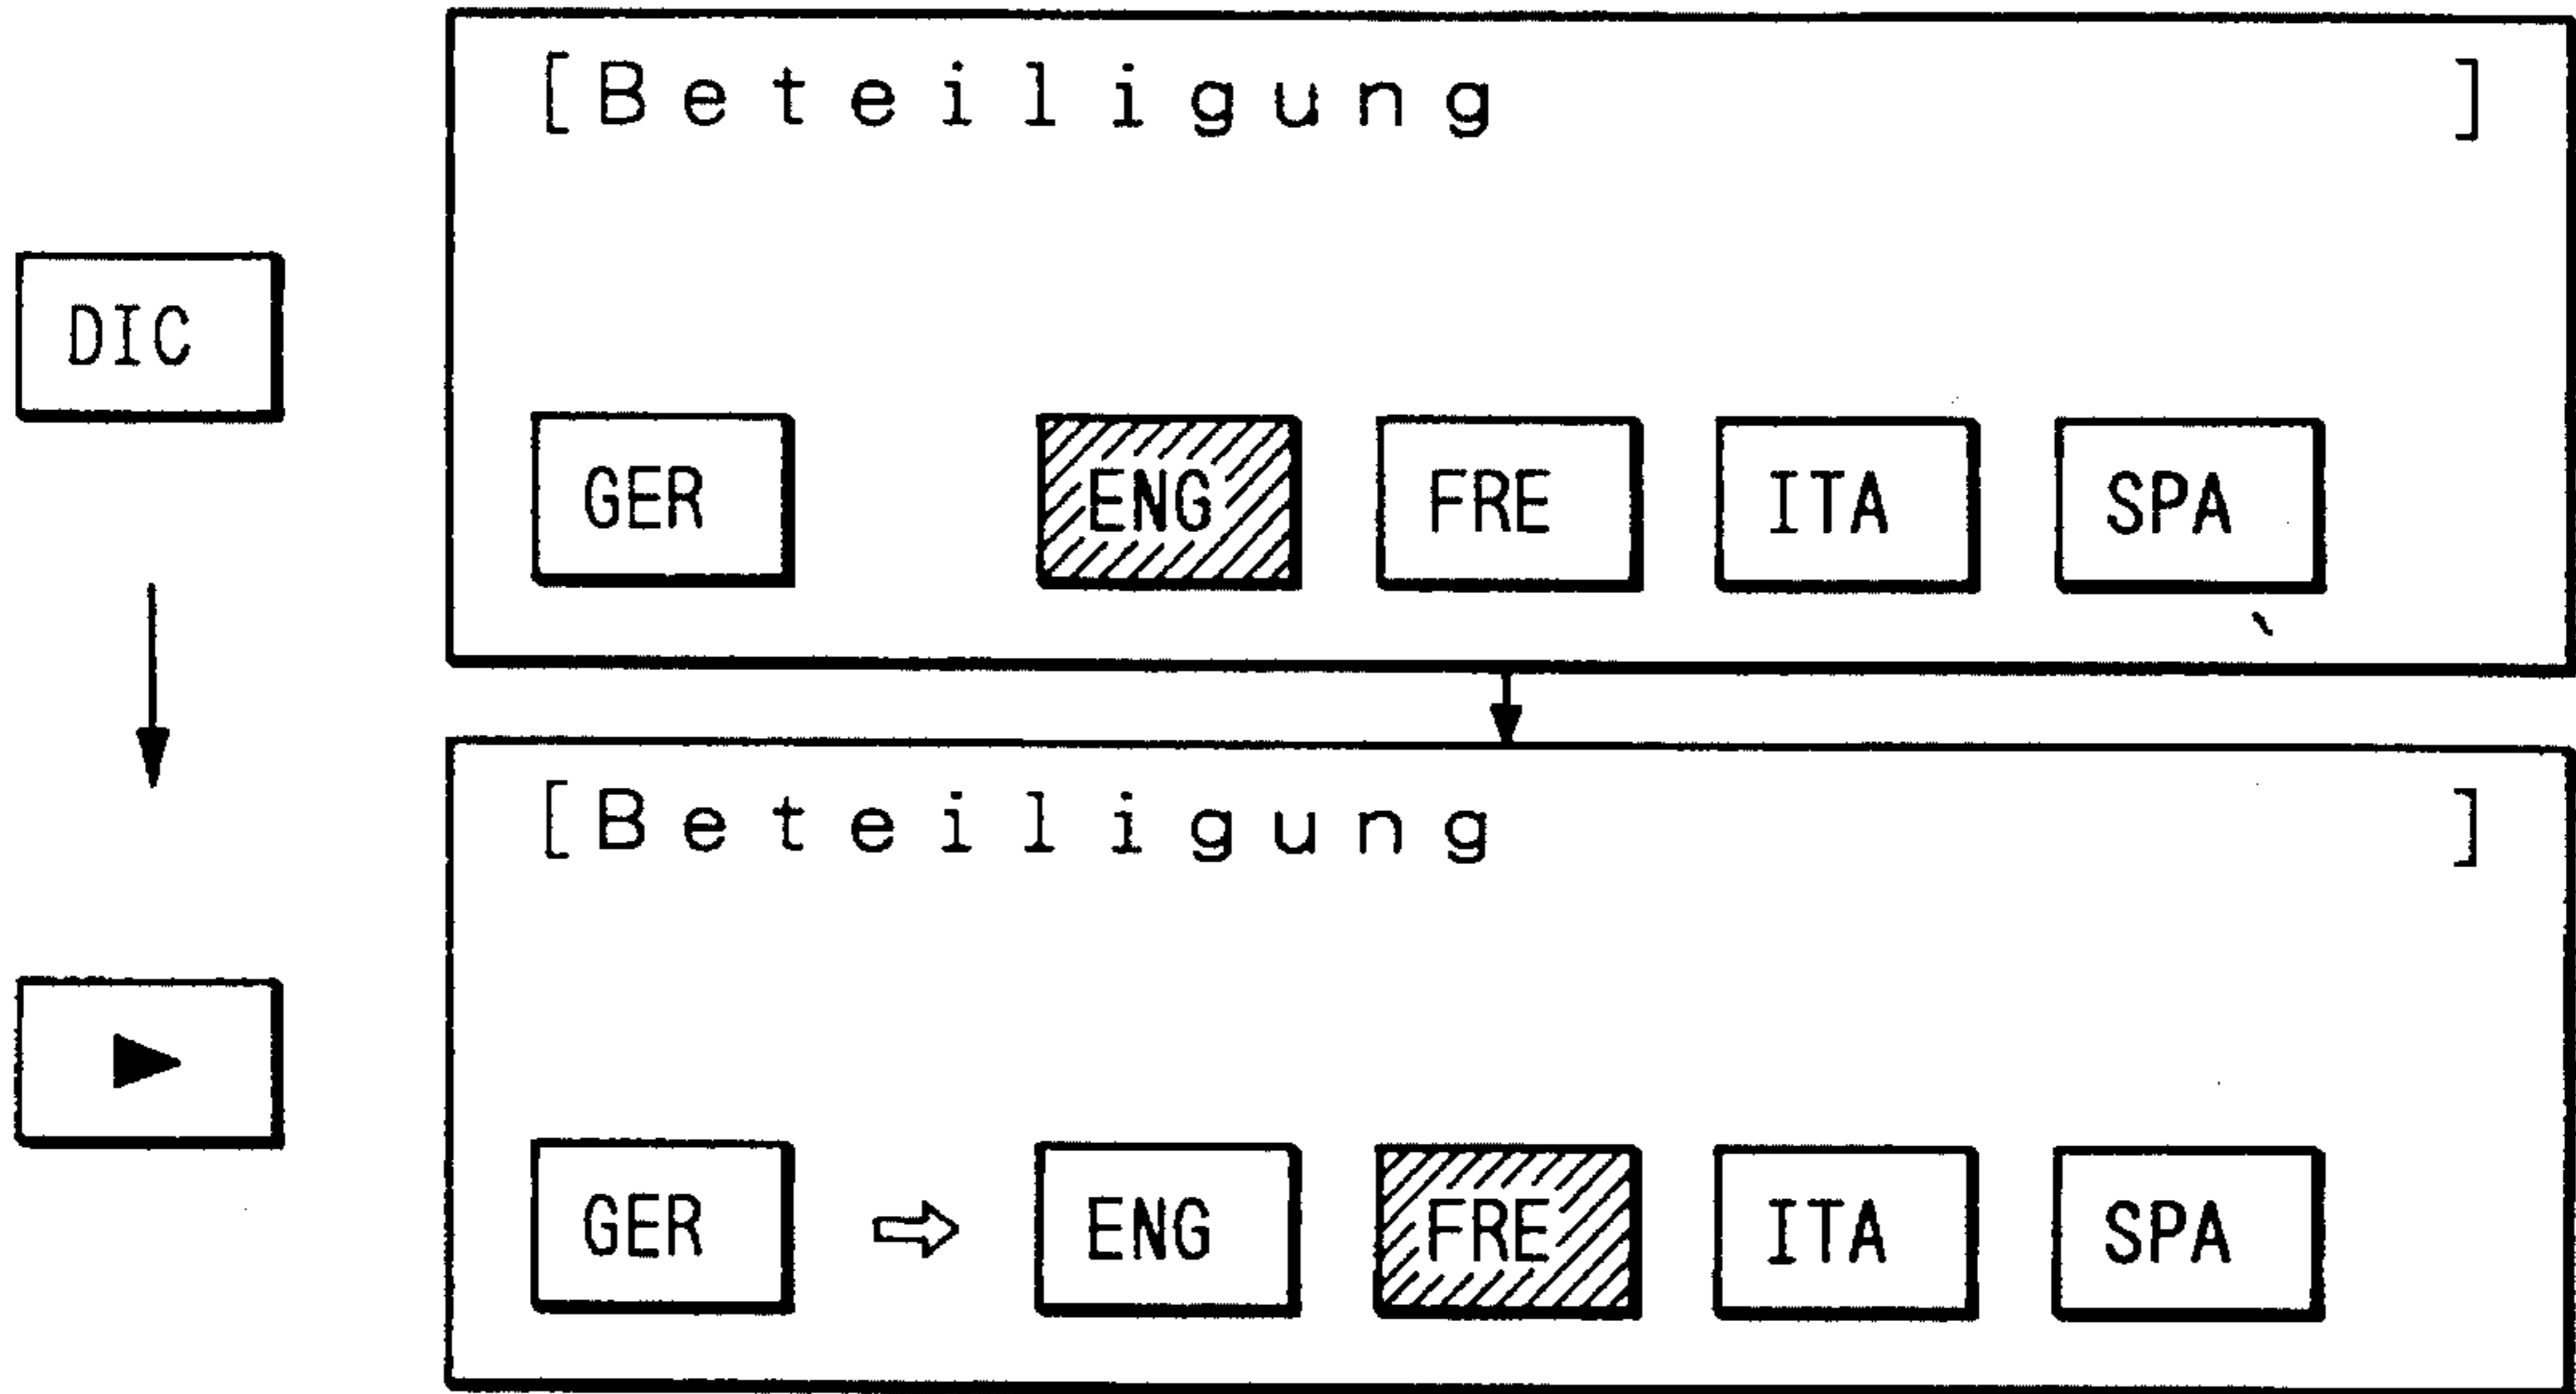 [Beteiligung ]
DIC
GER ENG FRE ITA SPA
[Beteiligung ]
▶
GER ⇨ ENG FRE ITA SPA